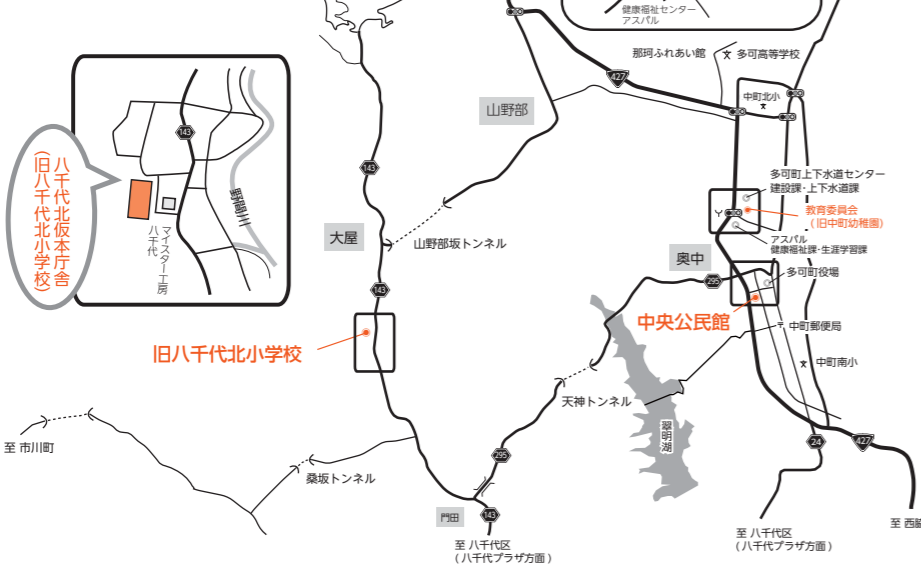 健康福祉センター
アスパル
那珂ふれあい館
多可高等学校
427
中町北小
山野部
143
八千代北仮本庁舎
(旧八千代北小学校)
野間川
マイスター工房
八千代
143
多可町上下水道センター
建設課・上下水道課
教育委員会
(旧中町幼稚園)
アスパル
健康福祉課・生涯学習課
大屋
山野部坂トンネル
奥中
295
多可町役場
143
中央公民館
中町郵便局
旧八千代北小学校
中町南小
天神トンネル
翠明湖
至 市川町
24
427
295
桑坂トンネル
門田
143
至 八千代区
(八千代プラザ方面)
至 八千代区
(八千代プラザ方面)
至 西脇